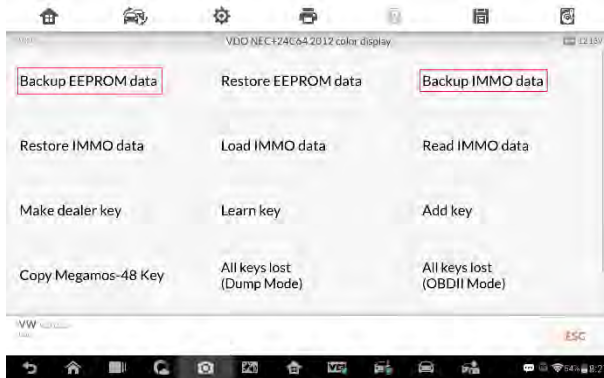 VDO NEC+24C64 2012 color display
Backup EEPROM data
Restore EEPROM data
Backup IMMO data
Restore IMMO data
Load IMMO data
Read IMMO data
Make dealer key
Learn key
Add key
Copy Megamos-48 Key
All keys lost
(Dump Mode)
All keys lost
(OBDII Mode)
VW
ESC
54%